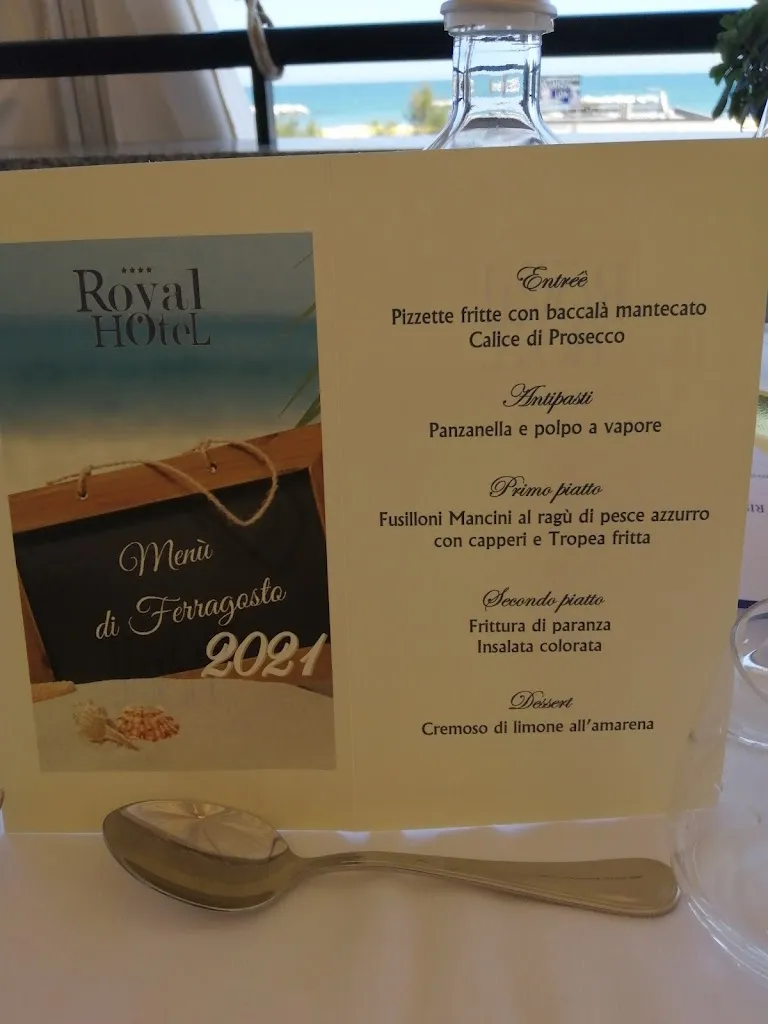 Royal
HOteL
Menù
di Ferragosto
2021
Entrêê
Pizzette fritte con baccalà mantecato
Calice di Prosecco
Antipasti
Panzanella e polpo a vapore
Primo piatto
Fusilloni Mancini al ragù di pesce azzurro
con capperi e Tropea fritta
Secondo piatto
Frittura di paranza
Insalata colorata
Dessert
Cremoso di limone all'amarena